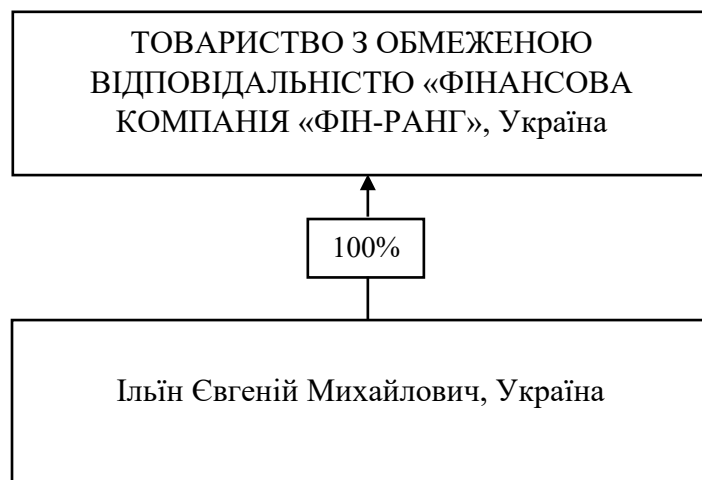 ТОВАРИСТВО З ОБМЕЖЕНОЮ
ВІДПОВІДАЛЬНІСТЮ «ФІНАНСОВА
КОМПАНІЯ «ФІН-РАНГ», Україна
100%
Ільїн Євгеній Михайлович, Україна